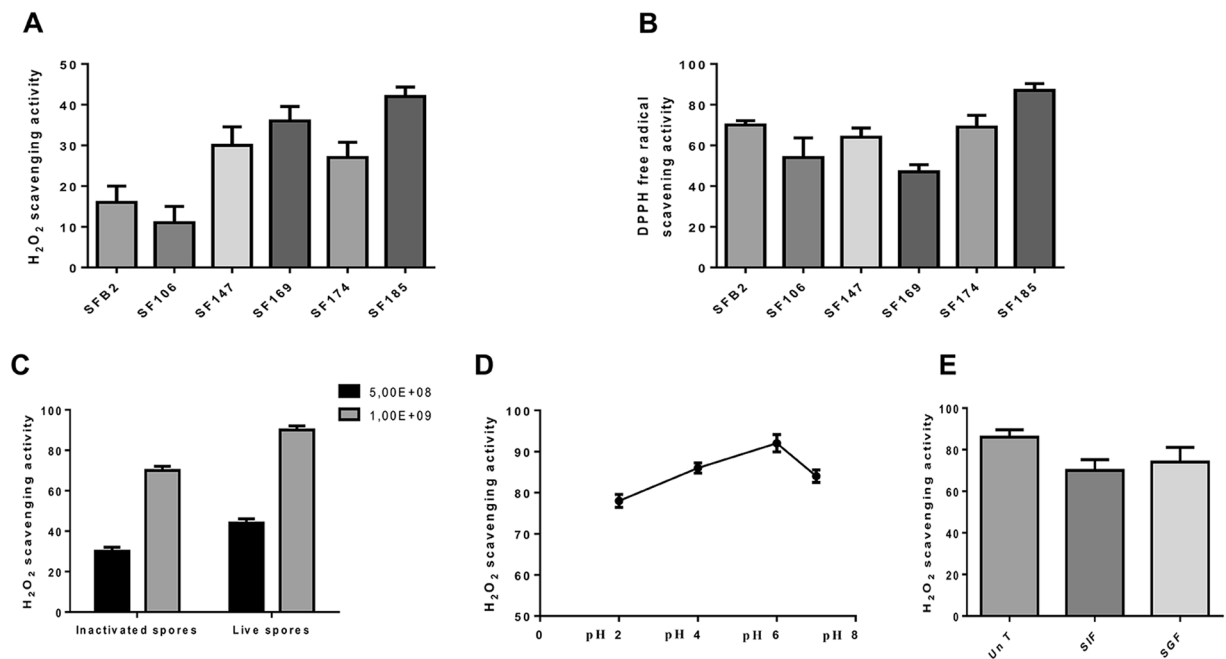 A
H2O2 scavenging activity
50
40
30
20
10
0
SFB2
SF106
SF147
SF169
SF174
SF185
B
DPPH free radical
scavening activity
100
80
60
40
20
0
SFB2
SF106
SF147
SF169
SF174
SF185
C
5,00E+08
1,00E+09
H2O2 scavenging activity
100
80
60
40
20
0
Inactivated spores
Live spores
D
H2O2 scavenging activity
100
90
80
70
60
50
0 pH 2 pH 4 pH 6 pH 8
E
H2O2 scavenging activity
100
80
60
40
20
0
UnT
SIF
SGF